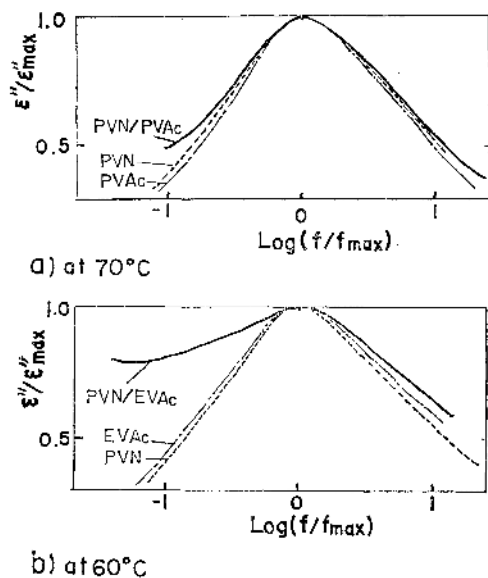 ε"/ε"max
1.0
0.5
PVN/PVAc
PVN
PVAc
-1
0
1
Log(f/fmax)
a) at 70°C
ε"/ε"max
1.0
0.5
PVN/EVAc
EVAc
PVN
-1
0
1
Log(f/fmax)
b) at 60°C